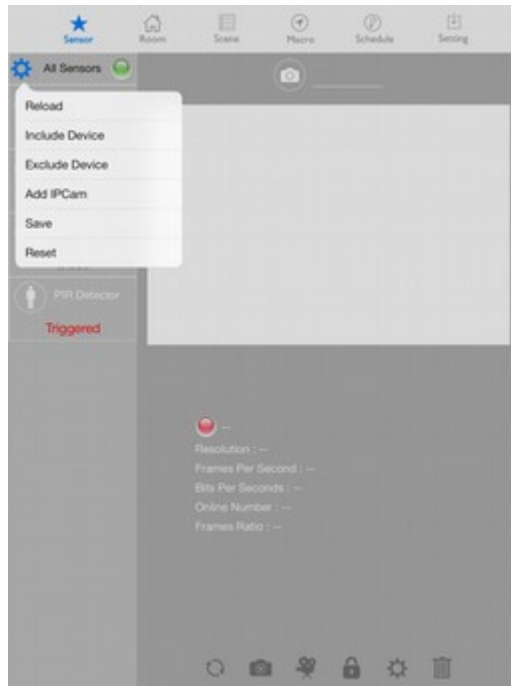 Sensor Room Scene Macro Schedule Setting
All Sensors
Reload
Include Device
Exclude Device
Add IPCam
Save
Reset
PIR Detector
Triggered
--
Resolution : --
Frames Per Second : --
Bits Per Seconds : --
Online Number : --
Frames Ratio : --